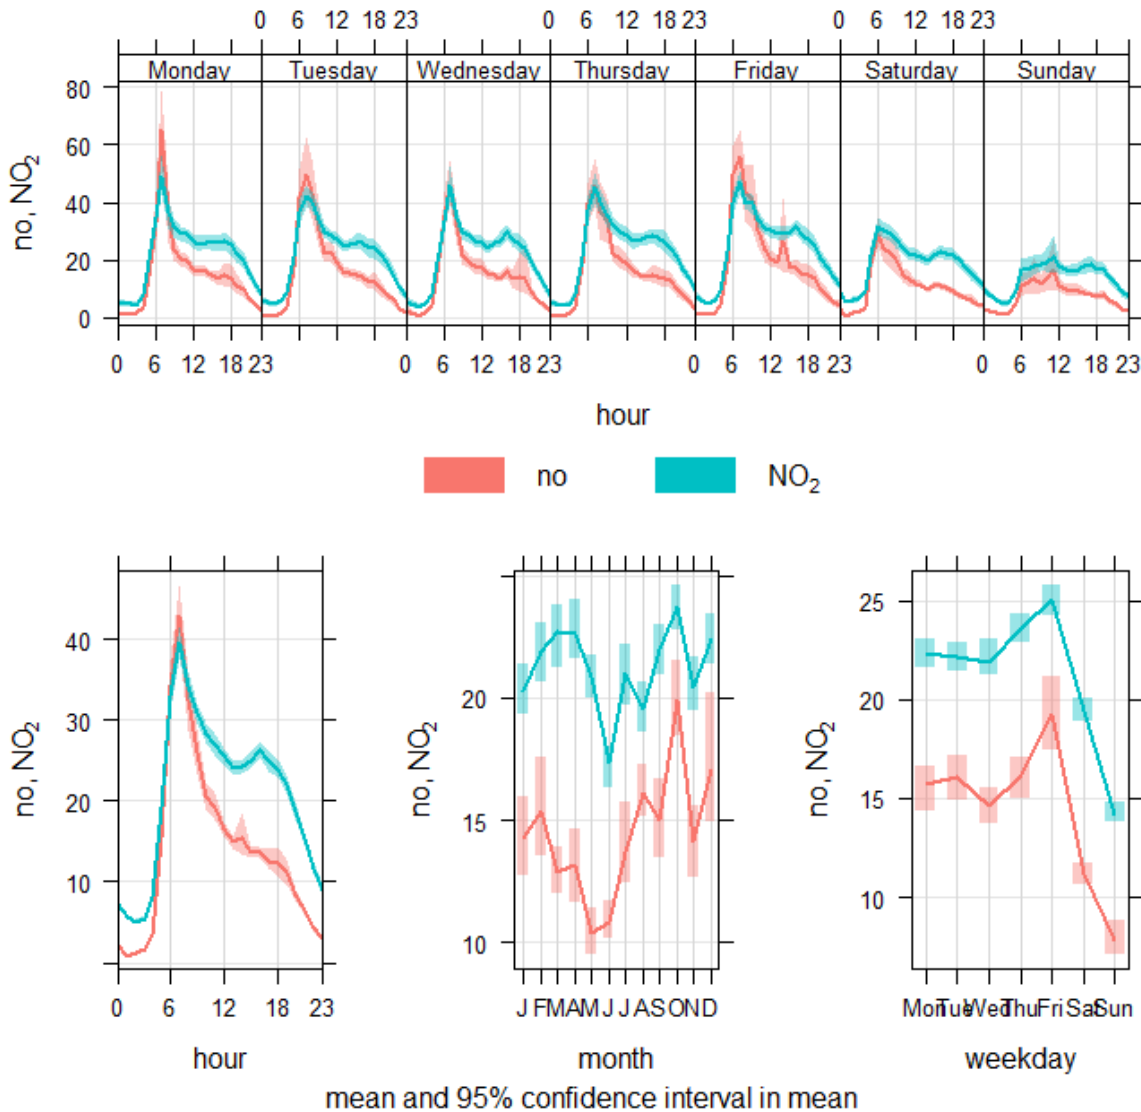 0 6 12 18 23 0 6 12 18 23 0 6 12 18 23
Monday Tuesday Wednesday Thursday Friday Saturday Sunday
80
60
40
20
0
no, NO₂
0 6 12 18 23 0 6 12 18 23 0 6 12 18 23 0 6 12 18 23
hour
no NO₂
40
30
20
10
no, NO₂
0 6 12 18 23
hour
20
15
10
no, NO₂
J F M A M J J A S O N D
month
25
20
15
10
no, NO₂
Mon Tue Wed Thu Fri Sat Sun
weekday
mean and 95% confidence interval in mean